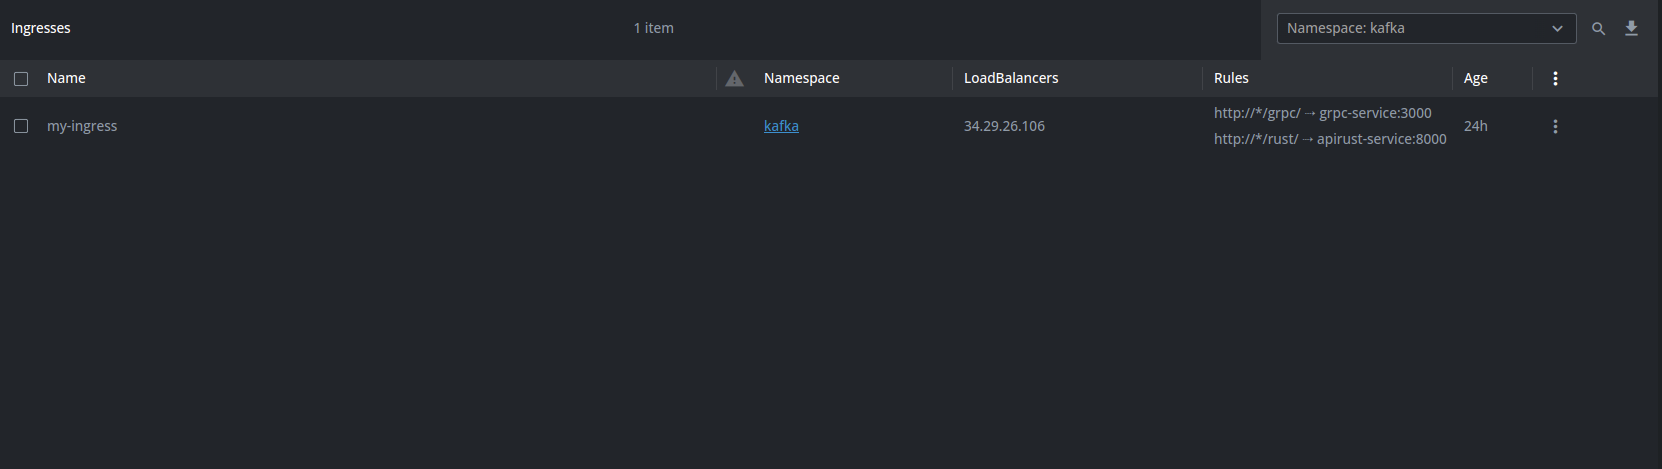 Ingresses 1 item Namespace: kafka
Name Namespace LoadBalancers Rules Age
my-ingress kafka 34.29.26.106 http://*/grpc/ → grpc-service:3000 24h
http://*/rust/ → apirust-service:8000